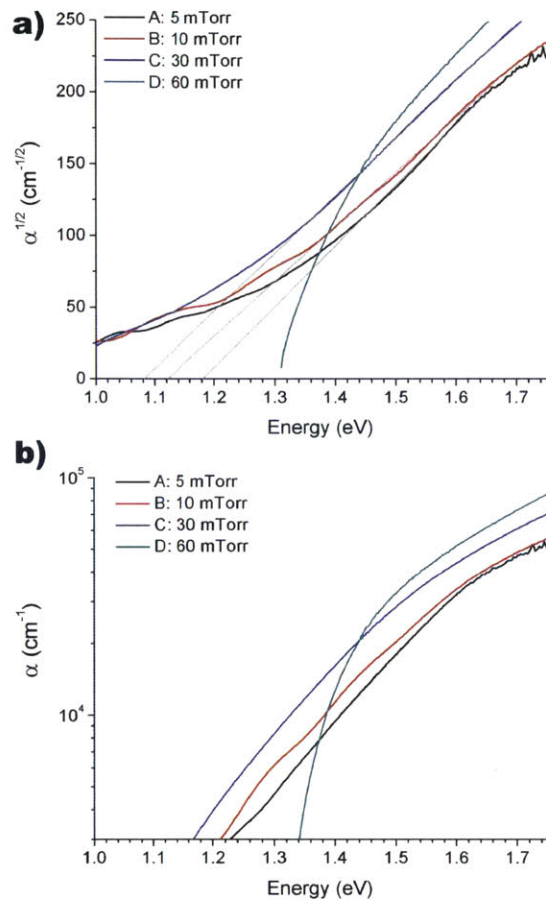 a)
A: 5 mTorr
B: 10 mTorr
C: 30 mTorr
D: 60 mTorr
250
200
150
100
50
0
α1/2 (cm-1/2)
1.0 1.1 1.2 1.3 1.4 1.5 1.6 1.7
Energy (eV)
b)
A: 5 mTorr
B: 10 mTorr
C: 30 mTorr
D: 60 mTorr
105
104
α (cm-1)
1.0 1.1 1.2 1.3 1.4 1.5 1.6 1.7
Energy (eV)